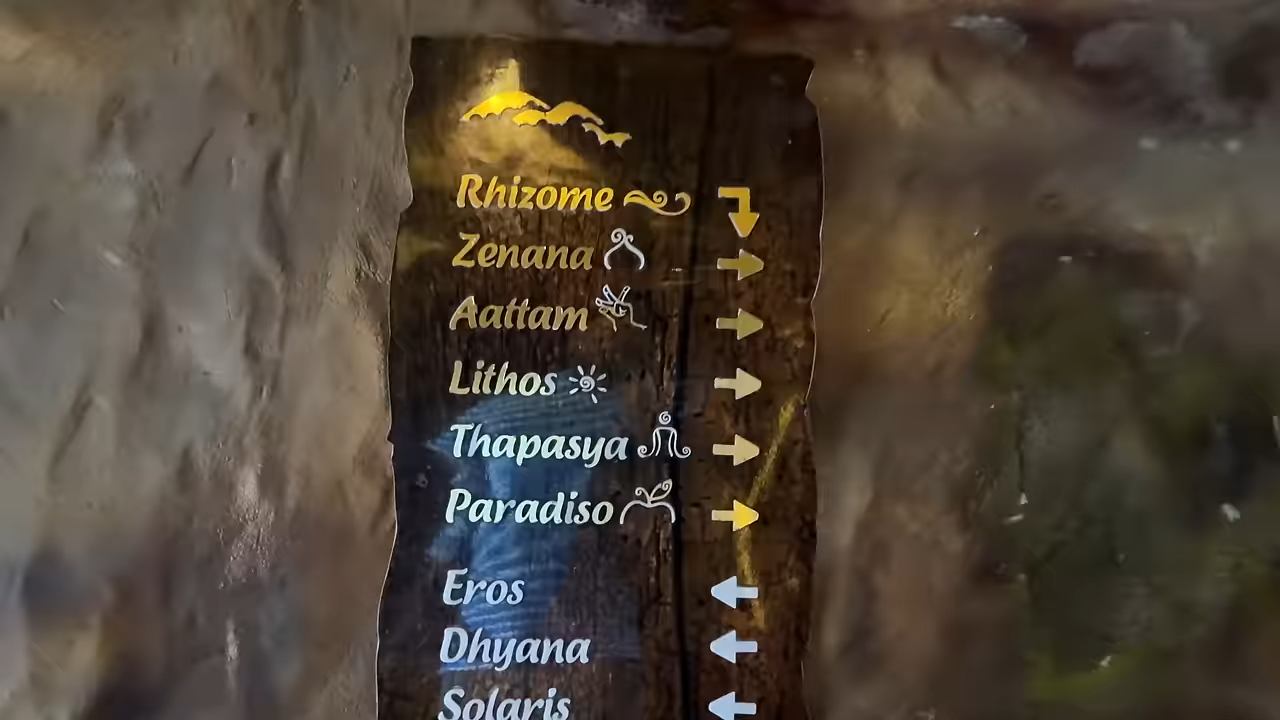 Rhizome
Zenana
Aattam
Lithos
Thapasya
Paradiso
Eros
Dhyana
Solaris